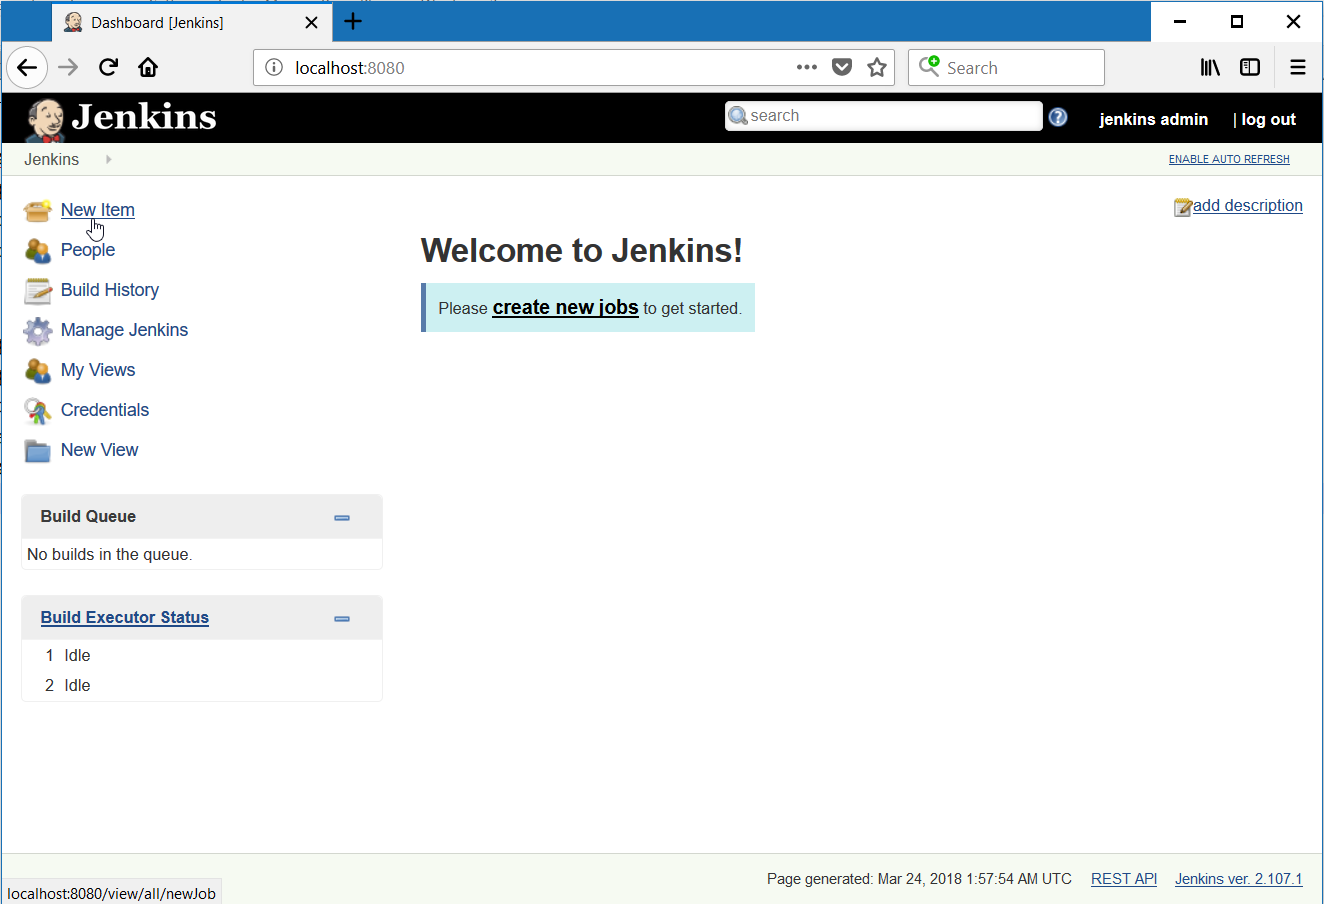 Dashboard [Jenkins]
localhost:8080
Search
Jenkins
search
jenkins admin
| log out
Jenkins
ENABLE AUTO REFRESH
New Item
People
Build History
Manage Jenkins
My Views
Credentials
New View
Build Queue
No builds in the queue.
Build Executor Status
1 Idle
2 Idle
add description
Welcome to Jenkins!
Please create new jobs to get started.
Page generated: Mar 24, 2018 1:57:54 AM UTC
REST API
Jenkins ver. 2.107.1
localhost:8080/view/all/newJob